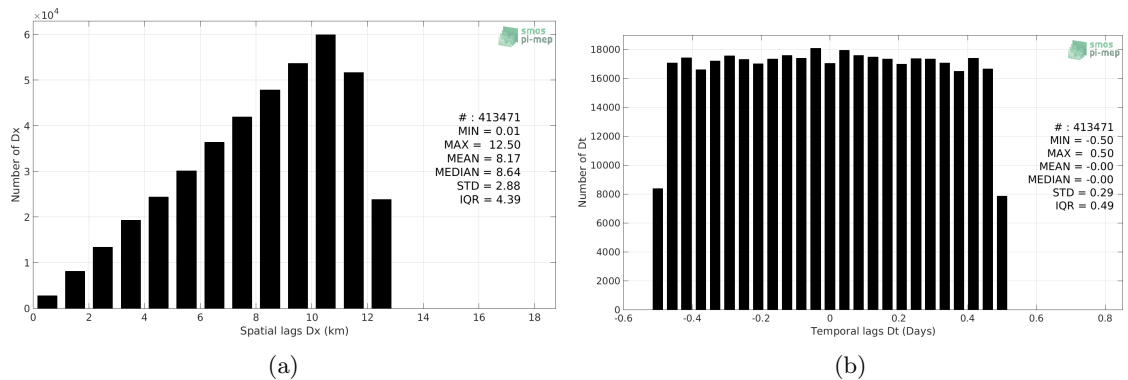 ×10⁴
6
5
4
3
2
1
0
Number of Dx
0 2 4 6 8 10 12 14 16 18
Spatial lags Dx (km)
smos
pi-mep
# : 413471
MIN = 0.01
MAX = 12.50
MEAN = 8.17
MEDIAN = 8.64
STD = 2.88
IQR = 4.39
(a)
18000
16000
14000
12000
10000
8000
6000
4000
2000
0
Number of Dt
-0.6 -0.4 -0.2 0 0.2 0.4 0.6 0.8
Temporal lags Dt (Days)
smos
pi-mep
# : 413471
MIN = -0.50
MAX = 0.50
MEAN = -0.00
MEDIAN = -0.00
STD = 0.29
IQR = 0.49
(b)